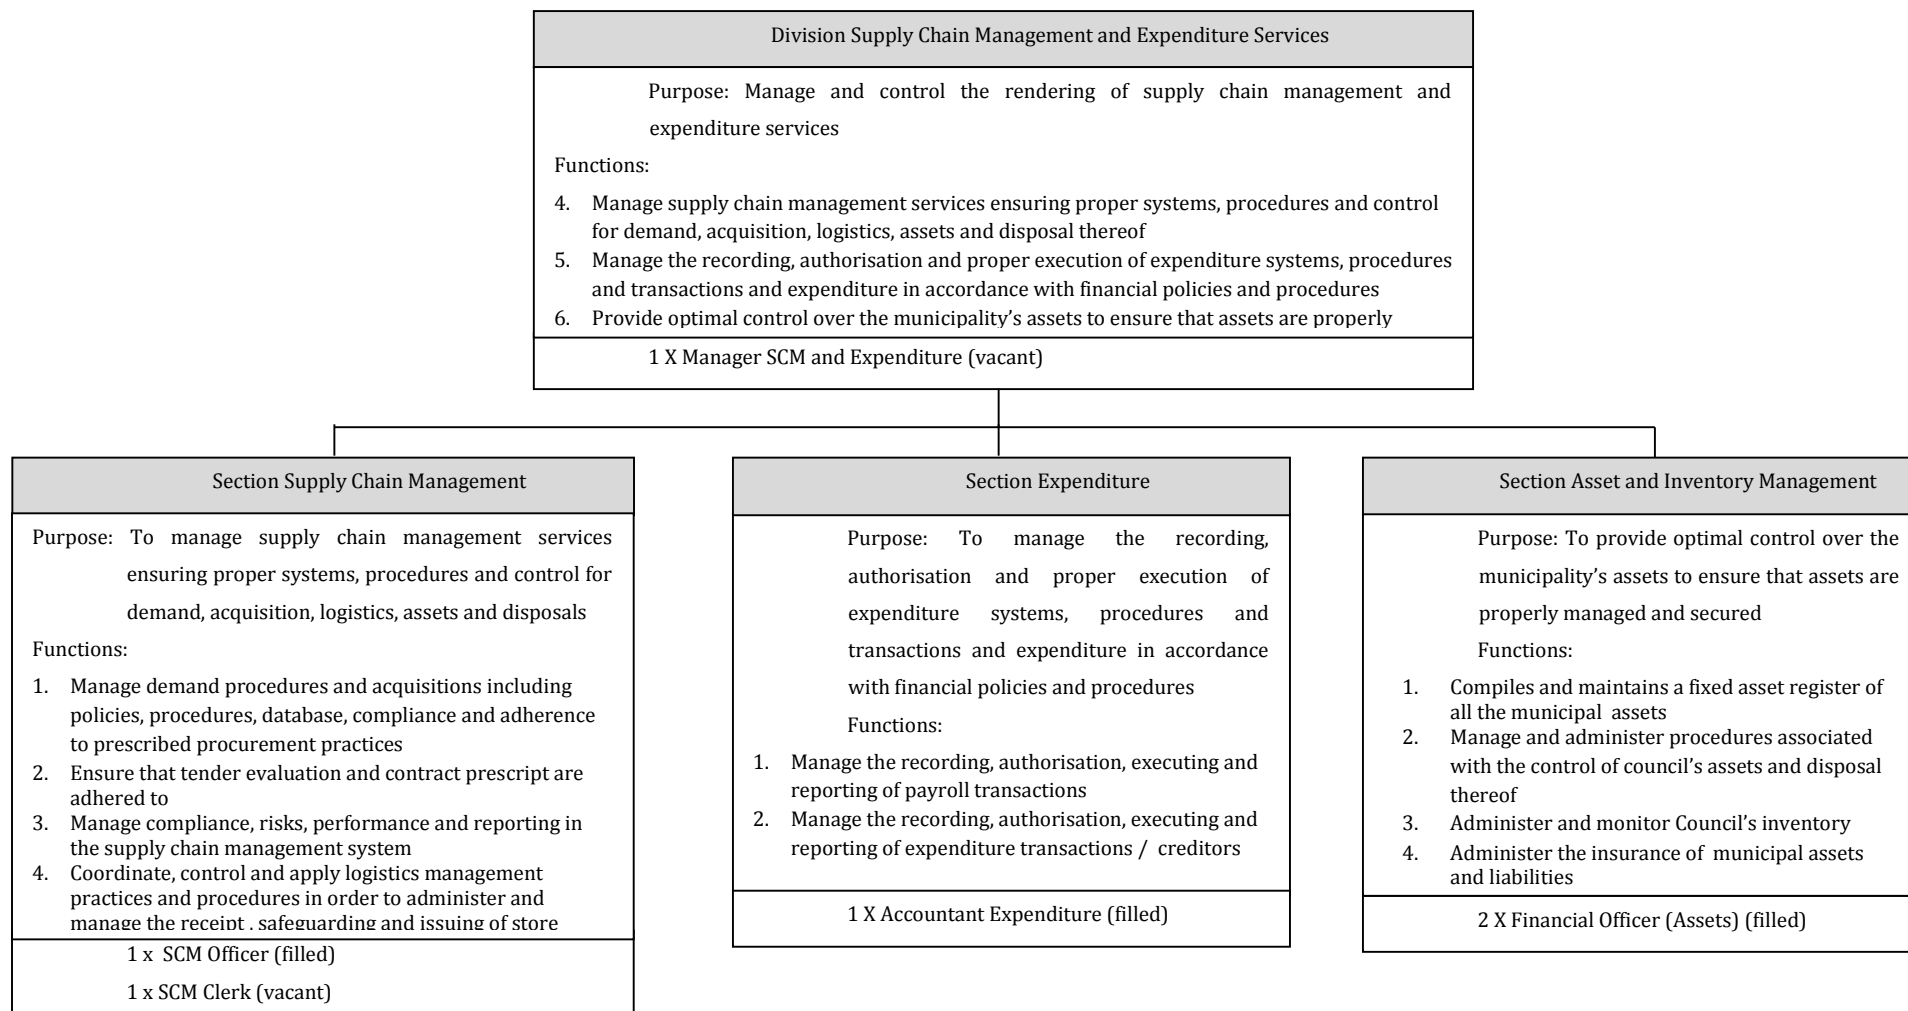 Division Supply Chain Management and Expenditure Services
Purpose: Manage and control the rendering of supply chain management and
expenditure services
Functions:
4. Manage supply chain management services ensuring proper systems, procedures and control
for demand, acquisition, logistics, assets and disposal thereof
5. Manage the recording, authorisation and proper execution of expenditure systems, procedures
and transactions and expenditure in accordance with financial policies and procedures
6. Provide optimal control over the municipality's assets to ensure that assets are properly
1 X Manager SCM and Expenditure (vacant)
Section Supply Chain Management
Purpose: To manage supply chain management services
ensuring proper systems, procedures and control for
demand, acquisition, logistics, assets and disposals
Functions:
1. Manage demand procedures and acquisitions including
policies, procedures, database, compliance and adherence
to prescribed procurement practices
2. Ensure that tender evaluation and contract prescript are
adhered to
3. Manage compliance, risks, performance and reporting in
the supply chain management system
4. Coordinate, control and apply logistics management
practices and procedures in order to administer and
manage the receipt , safeguarding and issuing of store
1 x SCM Officer (filled)
1 x SCM Clerk (vacant)
Section Expenditure
Purpose: To manage the recording,
authorisation and proper execution of
expenditure systems, procedures and
transactions and expenditure in accordance
with financial policies and procedures
Functions:
1. Manage the recording, authorisation, executing and
reporting of payroll transactions
2. Manage the recording, authorisation, executing and
reporting of expenditure transactions / creditors
1 X Accountant Expenditure (filled)
Section Asset and Inventory Management
Purpose: To provide optimal control over the
municipality's assets to ensure that assets are
properly managed and secured
Functions:
1. Compiles and maintains a fixed asset register of
all the municipal assets
2. Manage and administer procedures associated
with the control of council's assets and disposal
thereof
3. Administer and monitor Council's inventory
4. Administer the insurance of municipal assets
and liabilities
2 X Financial Officer (Assets) (filled)